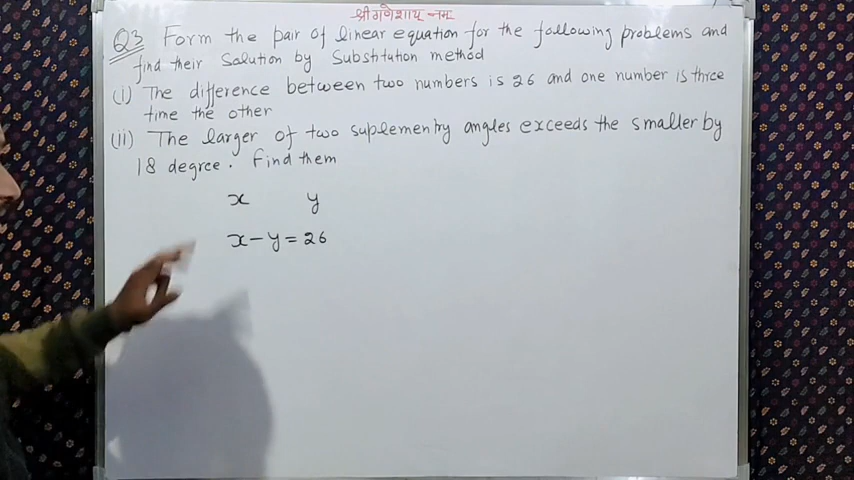 श्री गणेशाय नमः
Q3 Form the pair of linear equation for the following problems and
find their Solution by Substitution method
(i) The difference between two numbers is 26 and one number is three
time the other
(ii) The larger of two suplementry angles exceeds the smaller by
18 degree. Find them
x y
x - y = 26